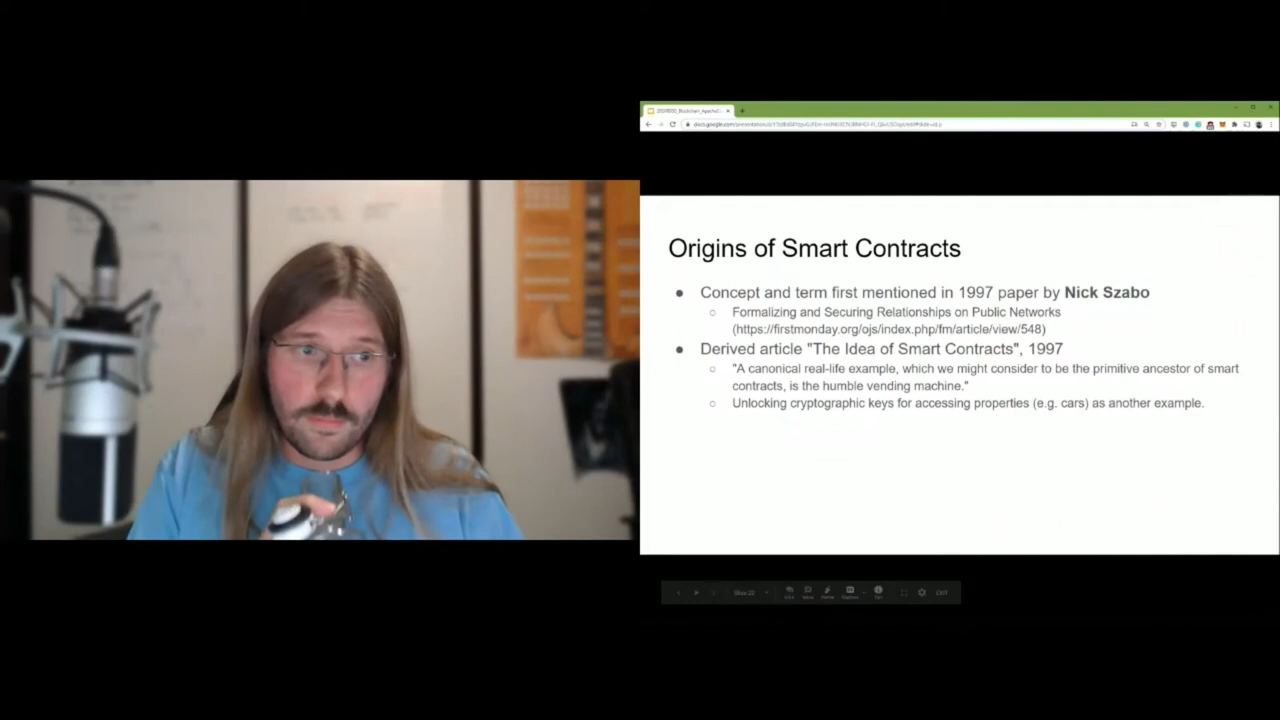 Origins of Smart Contracts
● Concept and term first mentioned in 1997 paper by Nick Szabo
○ Formalizing and Securing Relationships on Public Networks
(https://firstmonday.org/ojs/index.php/fm/article/view/548)
● Derived article "The Idea of Smart Contracts", 1997
○ "A canonical real-life example, which we might consider to be the primitive ancestor of smart
contracts, is the humble vending machine."
○ Unlocking cryptographic keys for accessing properties (e.g. cars) as another example.
Slide 22
EXIT